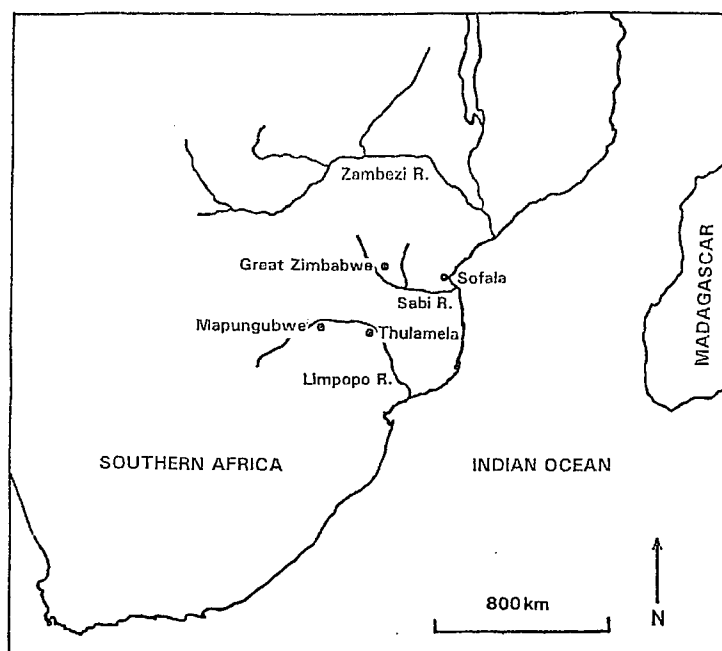 Zambezi R.
Great Zimbabwe
Sofala
Sabi R.
Mapungubwe
Thulamela
Limpopo R.
MADAGASCAR
SOUTHERN AFRICA
INDIAN OCEAN
800 km
N